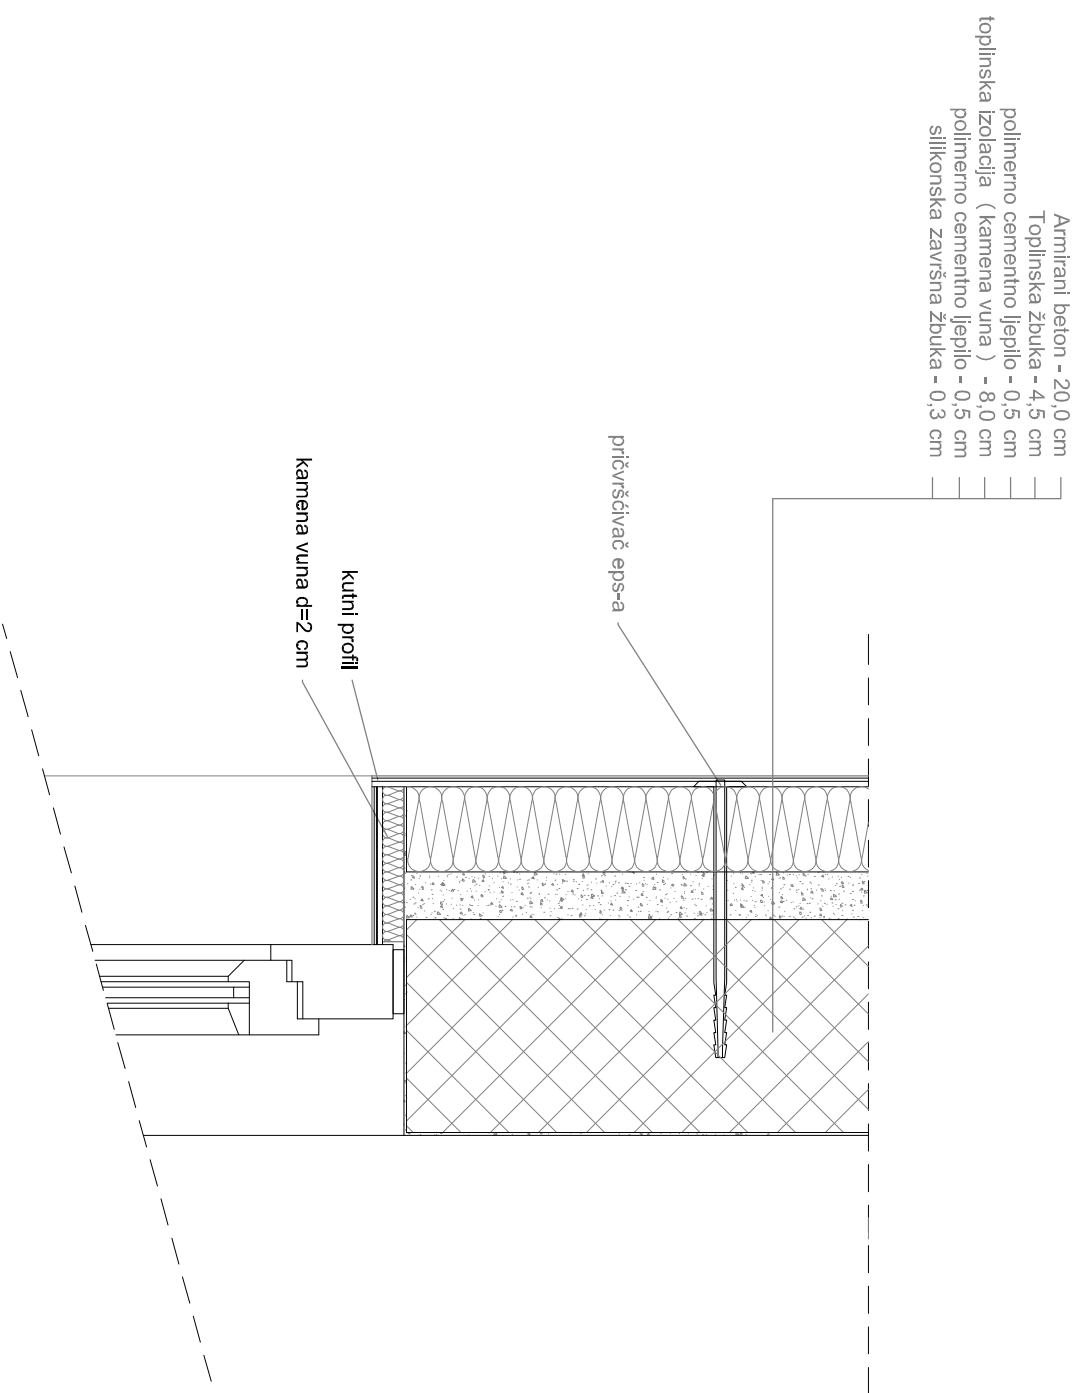 Armirani beton - 20,0 cm
Toplinska žbuka - 4,5 cm
polimerno cementno ljepilo - 0,5 cm
toplinska izolacija ( kamena vuna ) - 8,0 cm
polimerno cementno ljepilo - 0,5 cm
silikonska završna žbuka - 0,3 cm
pričvršćivač eps-a
kutni profil
kamena vuna d=2 cm